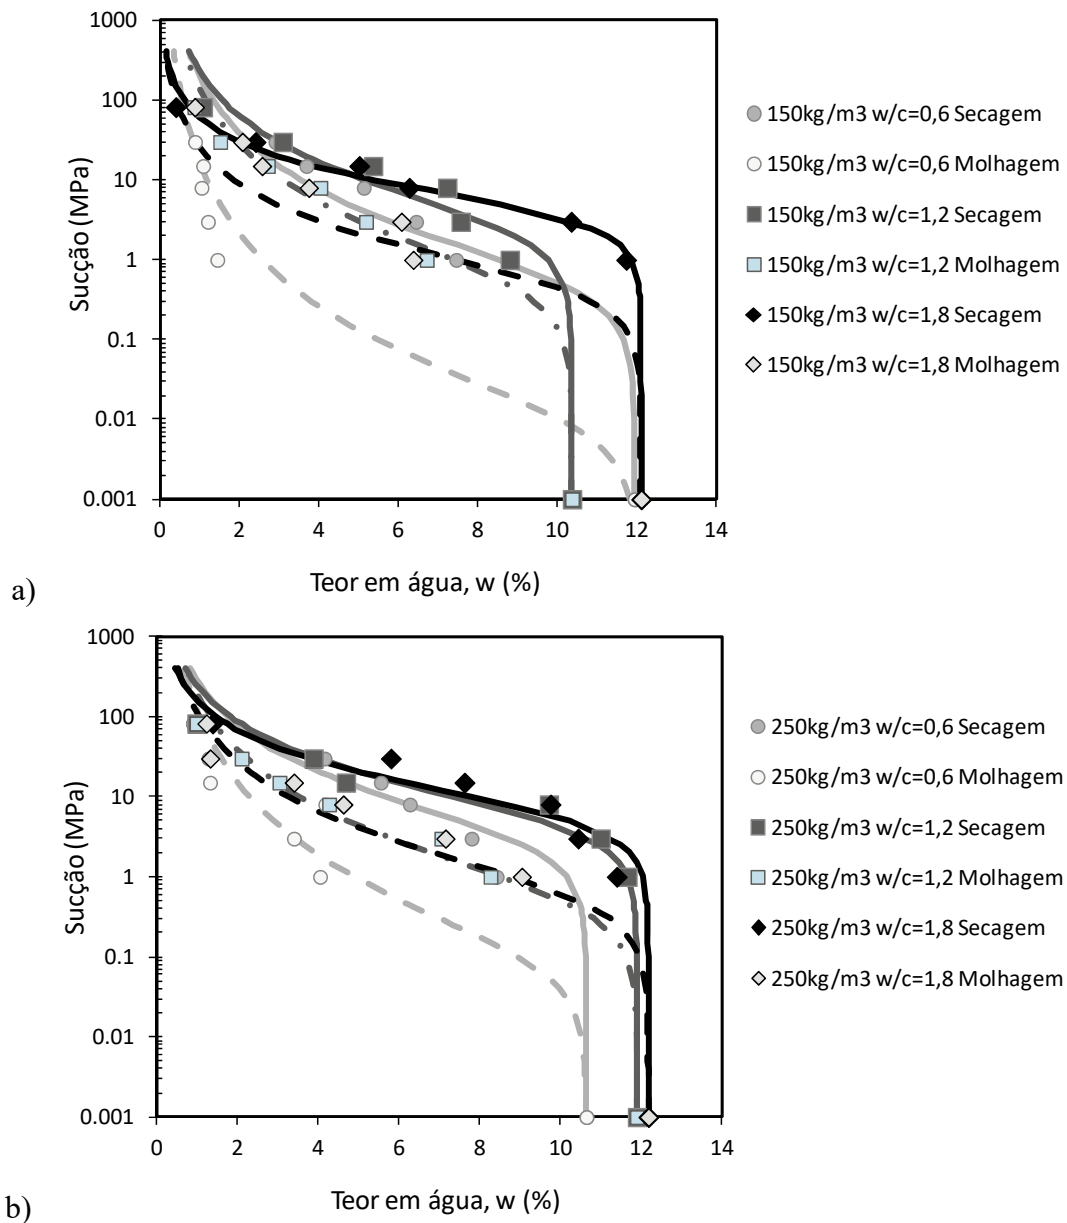 1000
100
10
1
0.1
0.01
0.001
Sucção (MPa)
0 2 4 6 8 10 12 14
Teor em água, w (%)
150kg/m3 w/c=0,6 Secagem
150kg/m3 w/c=0,6 Molhagem
150kg/m3 w/c=1,2 Secagem
150kg/m3 w/c=1,2 Molhagem
150kg/m3 w/c=1,8 Secagem
150kg/m3 w/c=1,8 Molhagem
a)
1000
100
10
1
0.1
0.01
0.001
Sucção (MPa)
0 2 4 6 8 10 12 14
Teor em água, w (%)
250kg/m3 w/c=0,6 Secagem
250kg/m3 w/c=0,6 Molhagem
250kg/m3 w/c=1,2 Secagem
250kg/m3 w/c=1,2 Molhagem
250kg/m3 w/c=1,8 Secagem
250kg/m3 w/c=1,8 Molhagem
b)